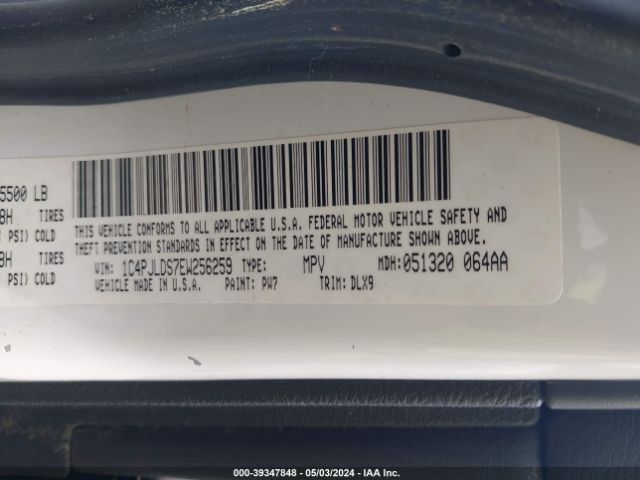 5500 LB
8H TIRES
PSI) COLD
8H TIRES
PSI) COLD
THIS VEHICLE CONFORMS TO ALL APPLICABLE U.S.A. FEDERAL MOTOR VEHICLE SAFETY AND
THEFT PREVENTION STANDARDS IN EFFECT ON THE DATE OF MANUFACTURE SHOWN ABOVE.
VIN: 1C4PJLDS7EW256259 TYPE: MPV MDH: 051320 064AA
VEHICLE MADE IN U.S.A. PAINT: PW7 TRIM: DLX9
000-39347848 - 05/03/2024 - IAA Inc.